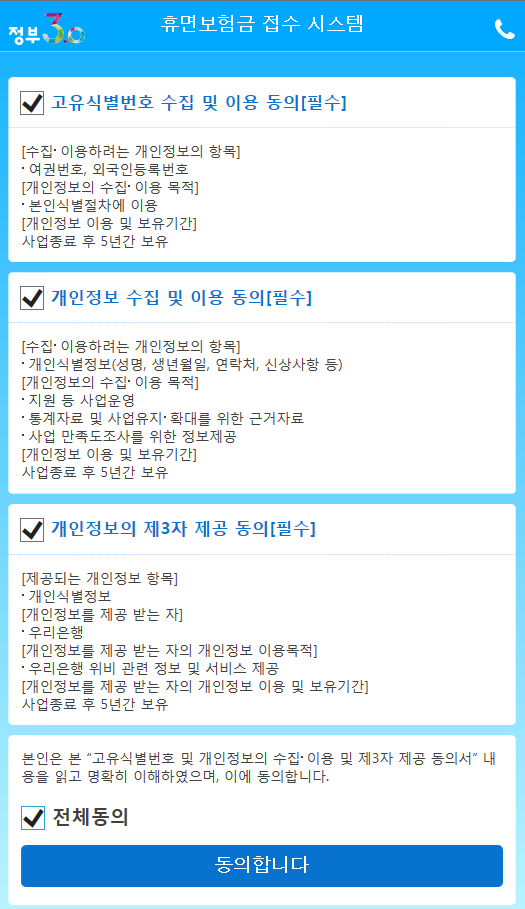 정부3.0
휴면보험금 접수 시스템
고유식별번호 수집 및 이용 동의[필수]
[수집· 이용하려는 개인정보의 항목]
· 여권번호, 외국인등록번호
[개인정보의 수집· 이용 목적]
· 본인식별절차에 이용
[개인정보 이용 및 보유기간]
사업종료 후 5년간 보유
개인정보 수집 및 이용 동의[필수]
[수집· 이용하려는 개인정보의 항목]
· 개인식별정보(성명, 생년월일, 연락처, 신상사항 등)
[개인정보의 수집· 이용 목적]
· 지원 등 사업운영
· 통계자료 및 사업유지· 확대를 위한 근거자료
· 사업 만족도조사를 위한 정보제공
[개인정보 이용 및 보유기간]
사업종료 후 5년간 보유
개인정보의 제3자 제공 동의[필수]
[제공되는 개인정보 항목]
· 개인식별정보
[개인정보를 제공 받는 자]
· 우리은행
[개인정보를 제공 받는 자의 개인정보 이용목적]
· 우리은행 위비 관련 정보 및 서비스 제공
[개인정보를 제공 받는 자의 개인정보 이용 및 보유기간]
사업종료 후 5년간 보유
본인은 본 “고유식별번호 및 개인정보의 수집· 이용 및 제3자 제공 동의서” 내
용을 읽고 명확히 이해하였으며, 이에 동의합니다.
전체동의
동의합니다